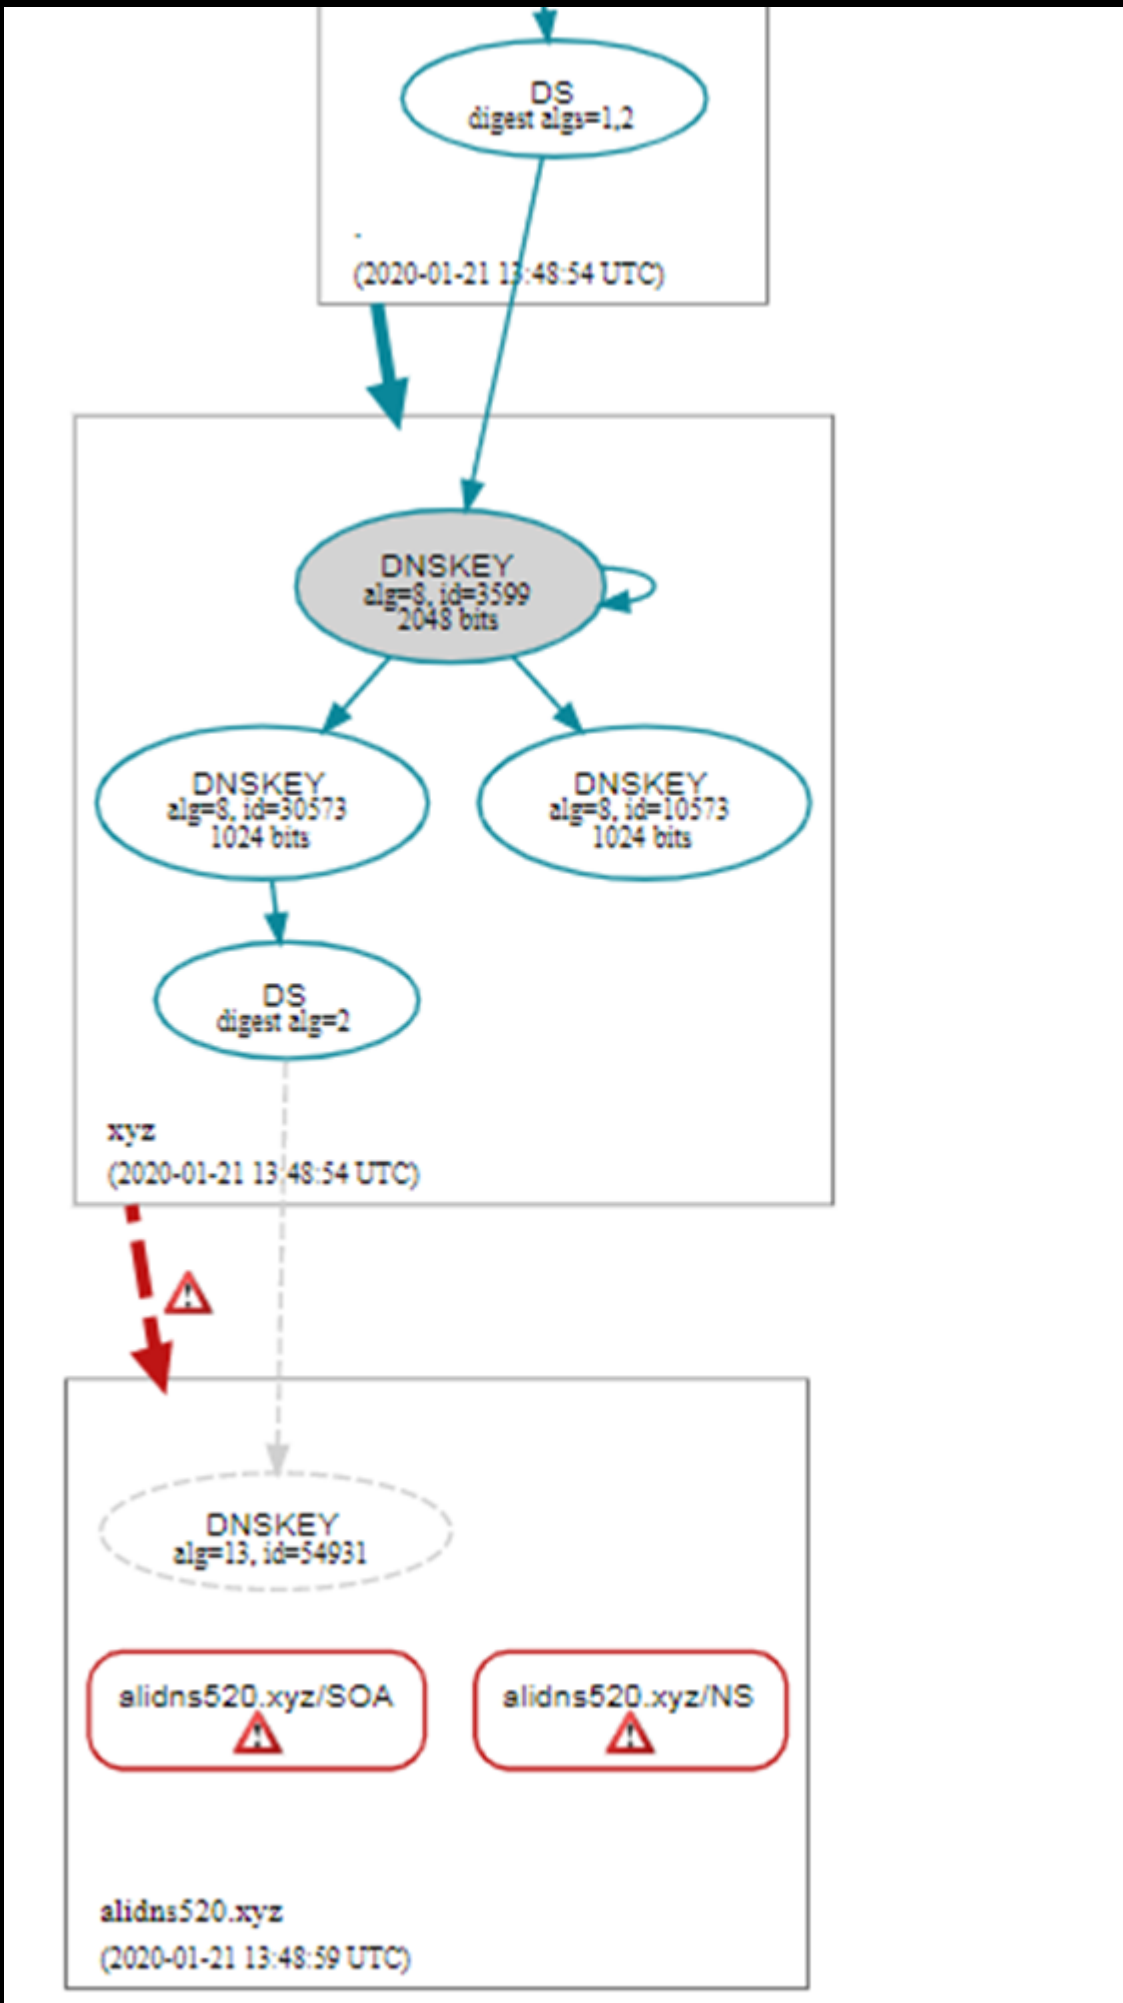 DS
digest algs=1,2
.
(2020-01-21 13:48:54 UTC)
DNSKEY
alg=8, id=3599
2048 bits
DNSKEY
alg=8, id=30573
1024 bits
DNSKEY
alg=8, id=10573
1024 bits
DS
digest alg=2
xyz
(2020-01-21 13:48:54 UTC)
DNSKEY
alg=13, id=54931
alidns520.xyz/SOA
alidns520.xyz/NS
alidns520.xyz
(2020-01-21 13:48:59 UTC)